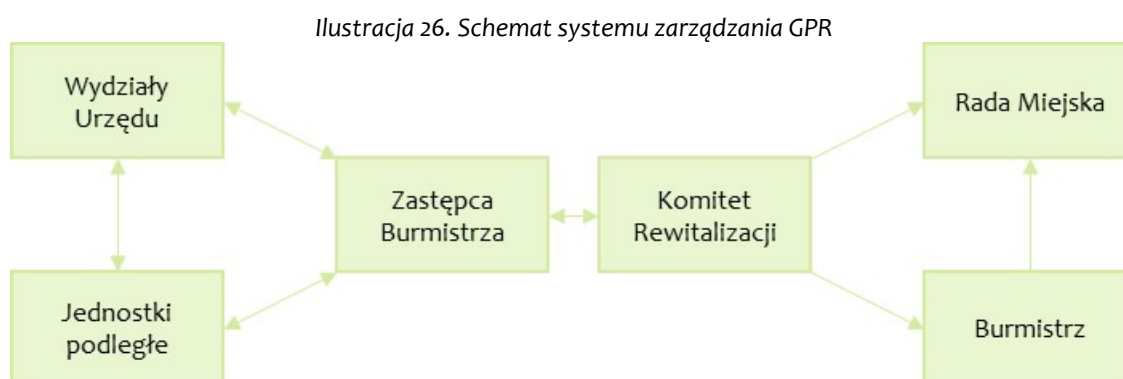 Ilustracja 26. Schemat systemu zarządzania GPR
Wydziały
Urzędu
Rada Miejska
Zastępca
Burmistrza
Komitet
Rewitalizacji
Jednostki
podległe
Burmistrz